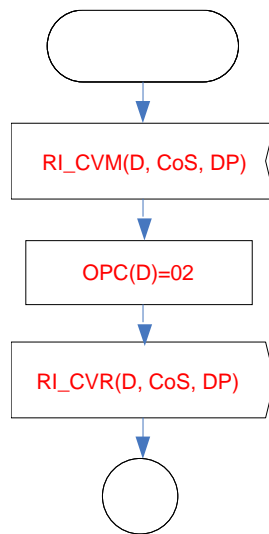 RI_CVM(D, CoS, DP)
OPC(D)=02
RI_CVR(D, CoS, DP)